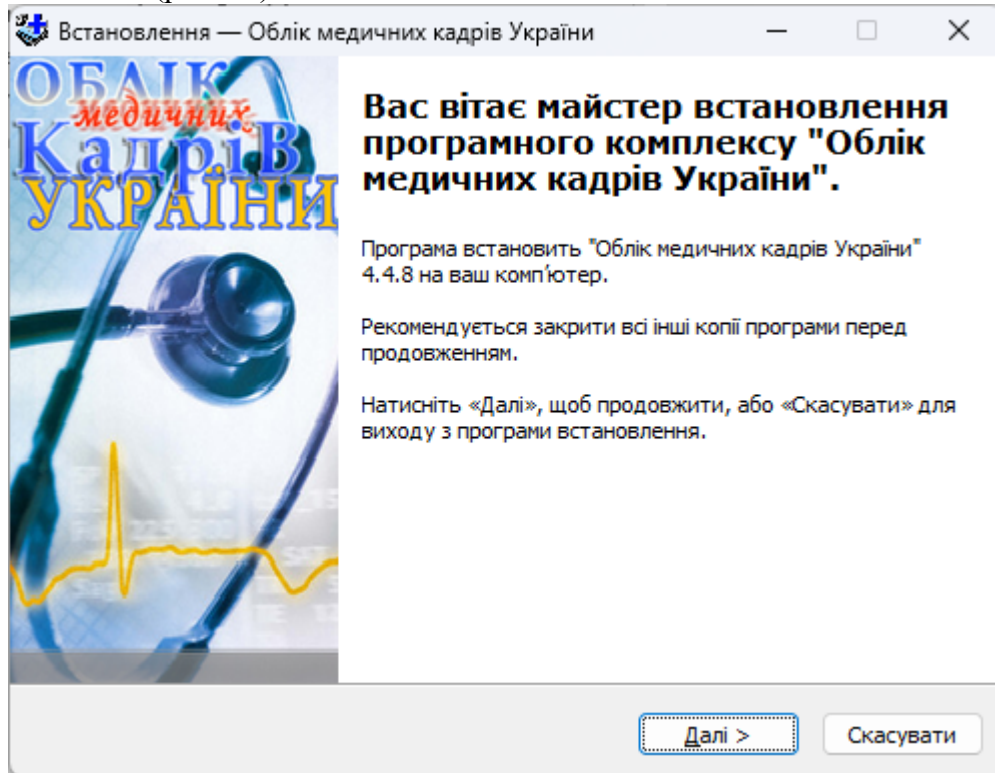 Встановлення — Облік медичних кадрів України
ОБЛІК
медичних
КадріВ
УКРАЇНИ
Вас вітає майстер встановлення
програмного комплексу "Облік
медичних кадрів України".
Програма встановить "Облік медичних кадрів України"
4.4.8 на ваш комп'ютер.
Рекомендується закрити всі інші копії програми перед
продовженням.
Натисніть «Далі», щоб продовжити, або «Скасувати» для
виходу з програми встановлення.
Далі >
Скасувати